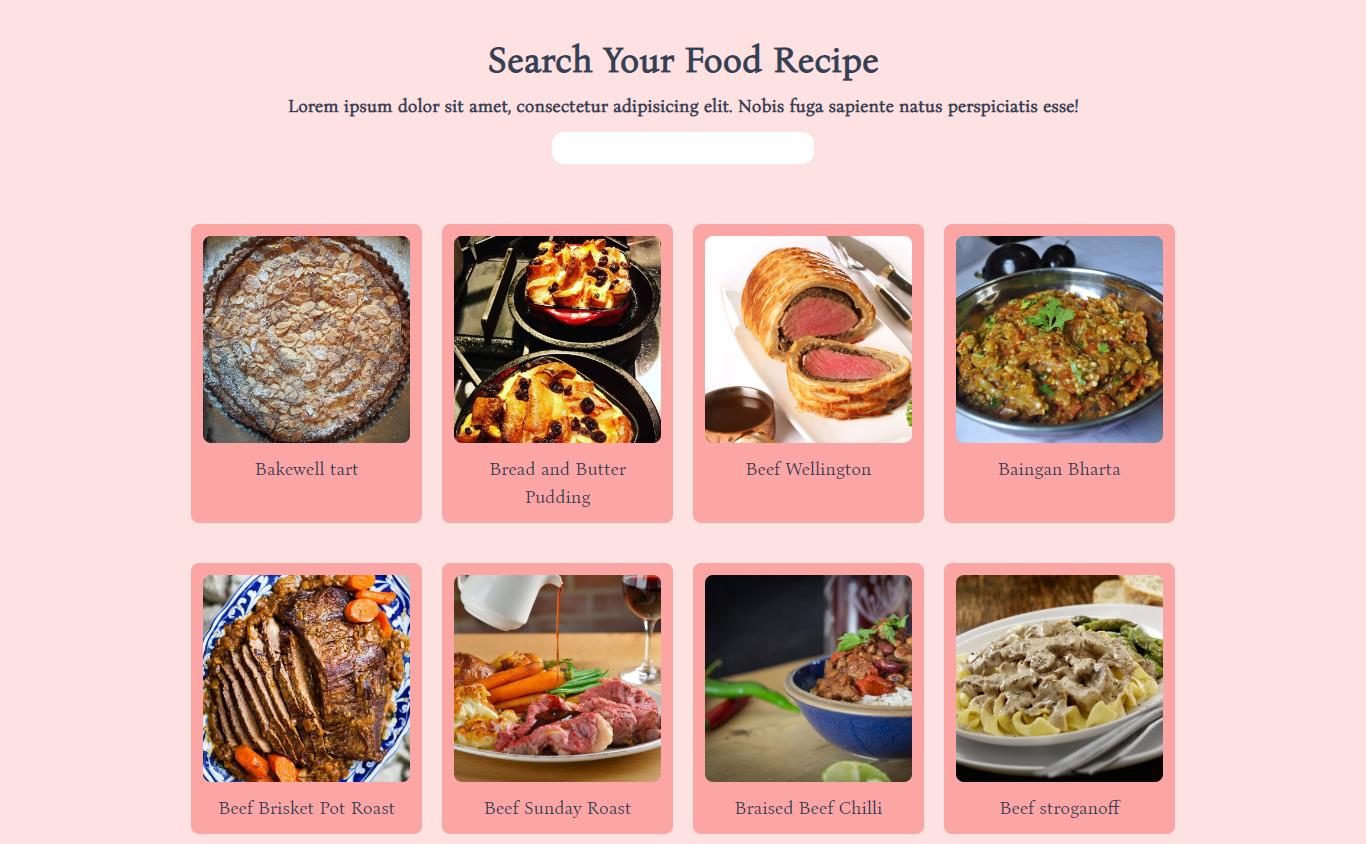 Search Your Food Recipe
Lorem ipsum dolor sit amet, consectetur adipisicing elit. Nobis fuga sapiente natus perspiciatis esse!
Bakewell tart
Bread and Butter
Pudding
Beef Wellington
Baingan Bharta
Beef Brisket Pot Roast
Beef Sunday Roast
Braised Beef Chilli
Beef stroganoff